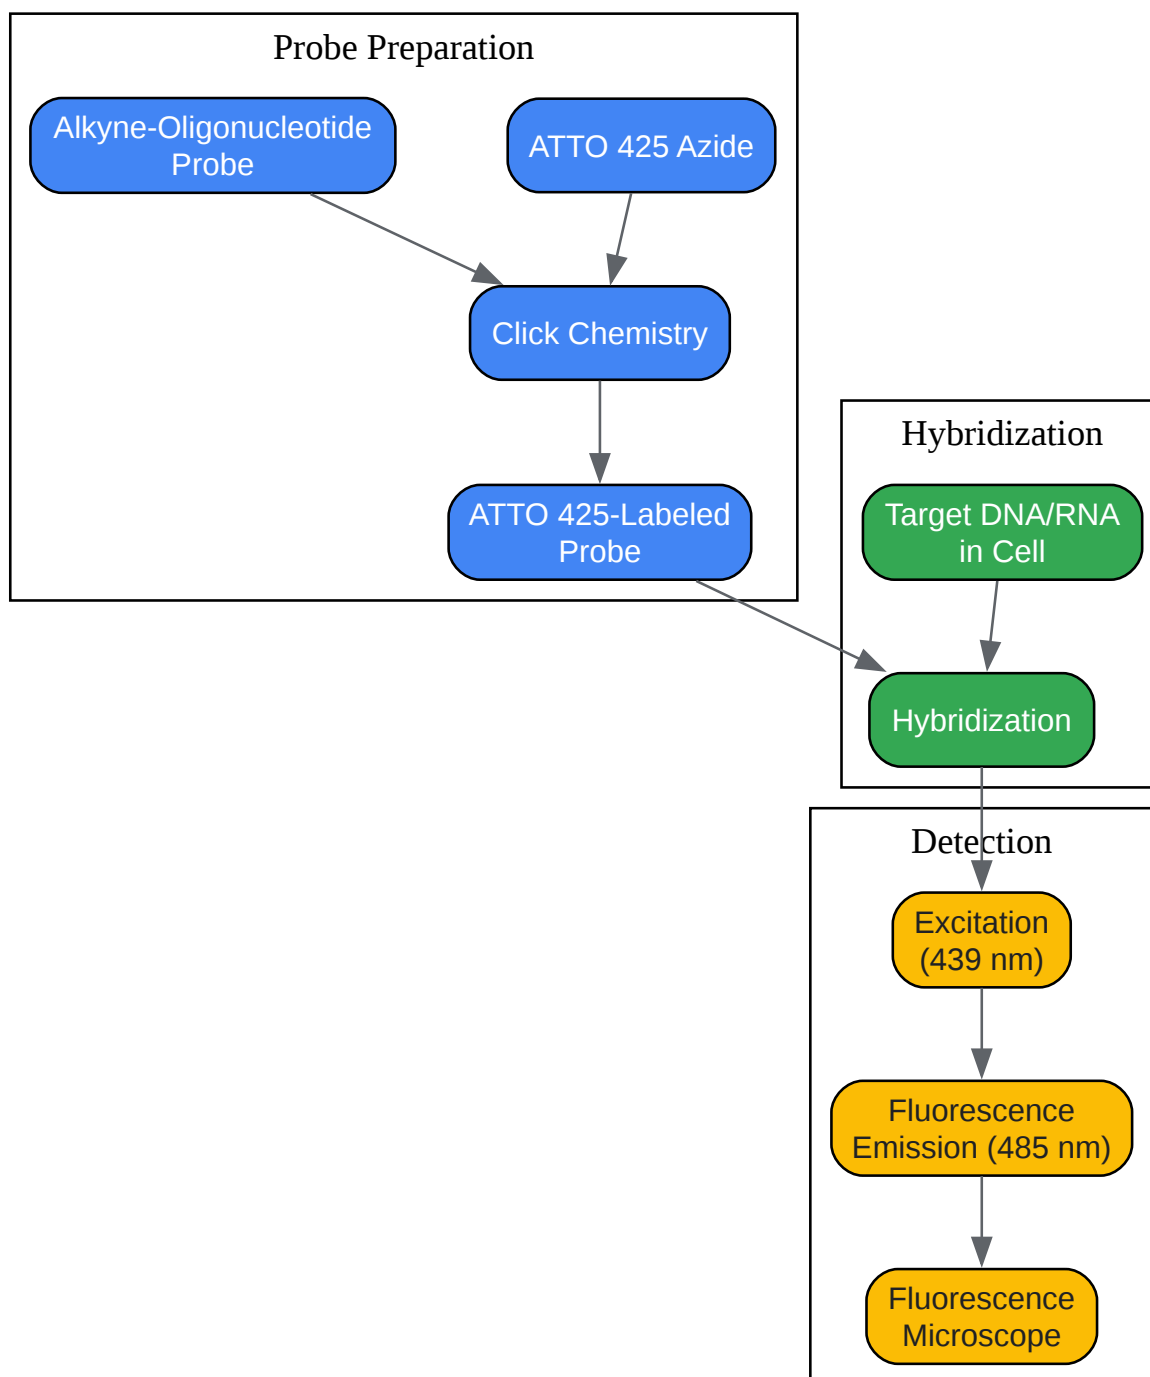 Probe Preparation
Alkyne-Oligonucleotide
Probe
ATTO 425 Azide
Click Chemistry
ATTO 425-Labeled
Probe
Hybridization
Target DNA/RNA
in Cell
Hybridization
Detection
Excitation
(439 nm)
Fluorescence
Emission (485 nm)
Fluorescence
Microscope